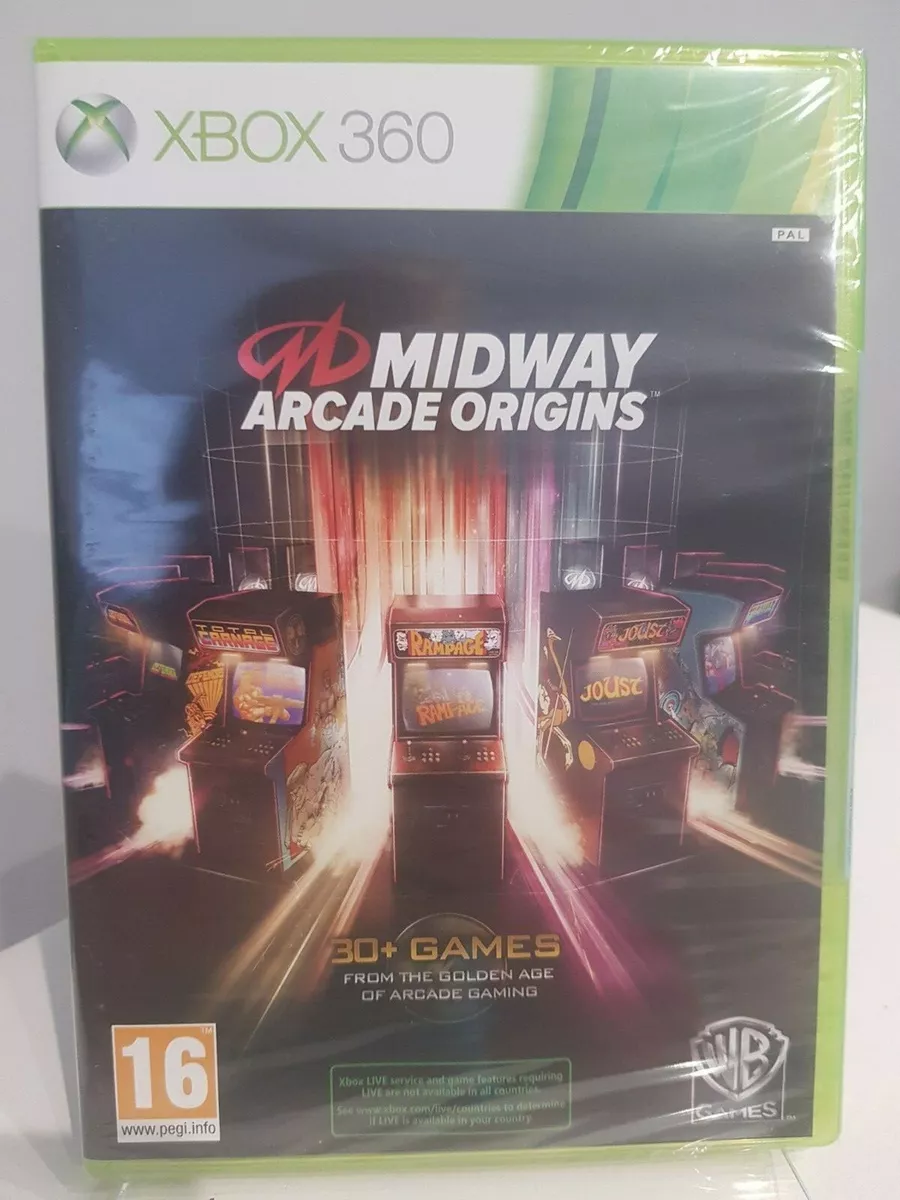 XBOX 360
PAL
MIDWAY
ARCADE ORIGINS™
TOTAL
CARNAGE
RAMPAGE
JOUST
RAMPAGE
JOUST
30+ GAMES
FROM THE GOLDEN AGE
OF ARCADE GAMING
16
www.pegi.info
Xbox LIVE service and game features requiring
LIVE are not available in all countries.
See www.xbox.com/live/countries to determine
if LIVE is available in your country.
WB
GAMES